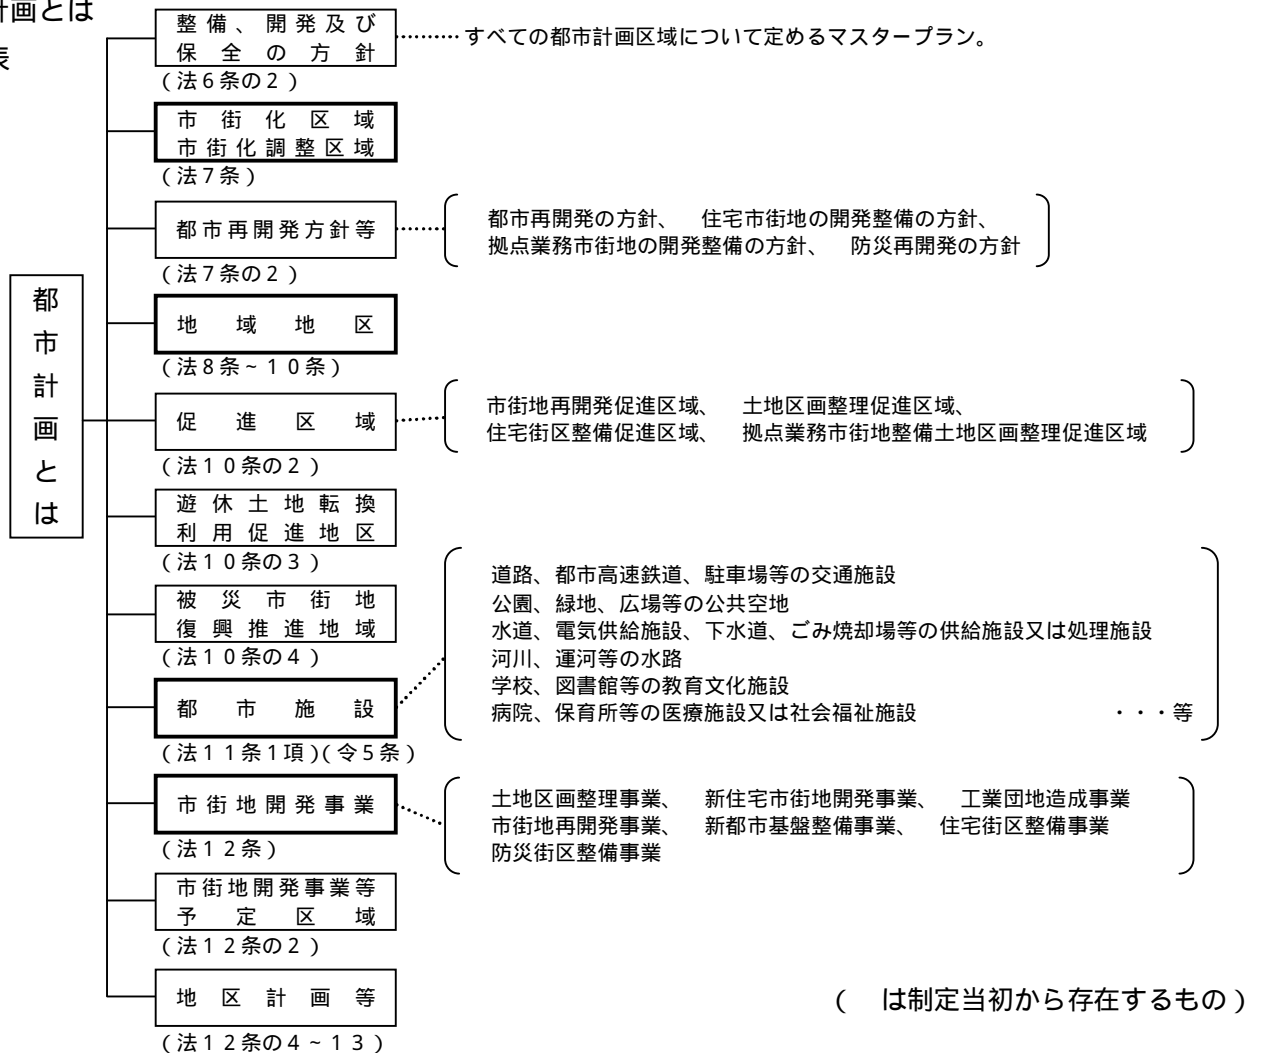 計画とは
表
都市計画とは
整備、開発及び
保全の方針
すべての都市計画区域について定めるマスタープラン。
(法6条の2)
市街化区域
市街化調整区域
(法7条)
都市再開発方針等
都市再開発の方針、 住宅市街地の開発整備の方針、
拠点業務市街地の開発整備の方針、 防災再開発の方針
(法7条の2)
地域地区
(法8条~10条)
促進区域
市街地再開発促進区域、 土地区画整理促進区域、
住宅街区整備促進区域、 拠点業務市街地整備土地区画整理促進区域
(法10条の2)
遊休土地転換
利用促進地区
(法10条の3)
被災市街地
復興推進地域
(法10条の4)
都市施設
道路、都市高速鉄道、駐車場等の交通施設
公園、緑地、広場等の公共空地
水道、電気供給施設、下水道、ごみ焼却場等の供給施設又は処理施設
河川、運河等の水路
学校、図書館等の教育文化施設
病院、保育所等の医療施設又は社会福祉施設 ・・・等
(法11条1項)(令5条)
市街地開発事業
土地区画整理事業、 新住宅市街地開発事業、 工業団地造成事業
市街地再開発事業、 新都市基盤整備事業、 住宅街区整備事業
防災街区整備事業
(法12条)
市街地開発事業等
予定区域
(法12条の2)
地区計画等
(法12条の4~13)
( は制定当初から存在するもの)